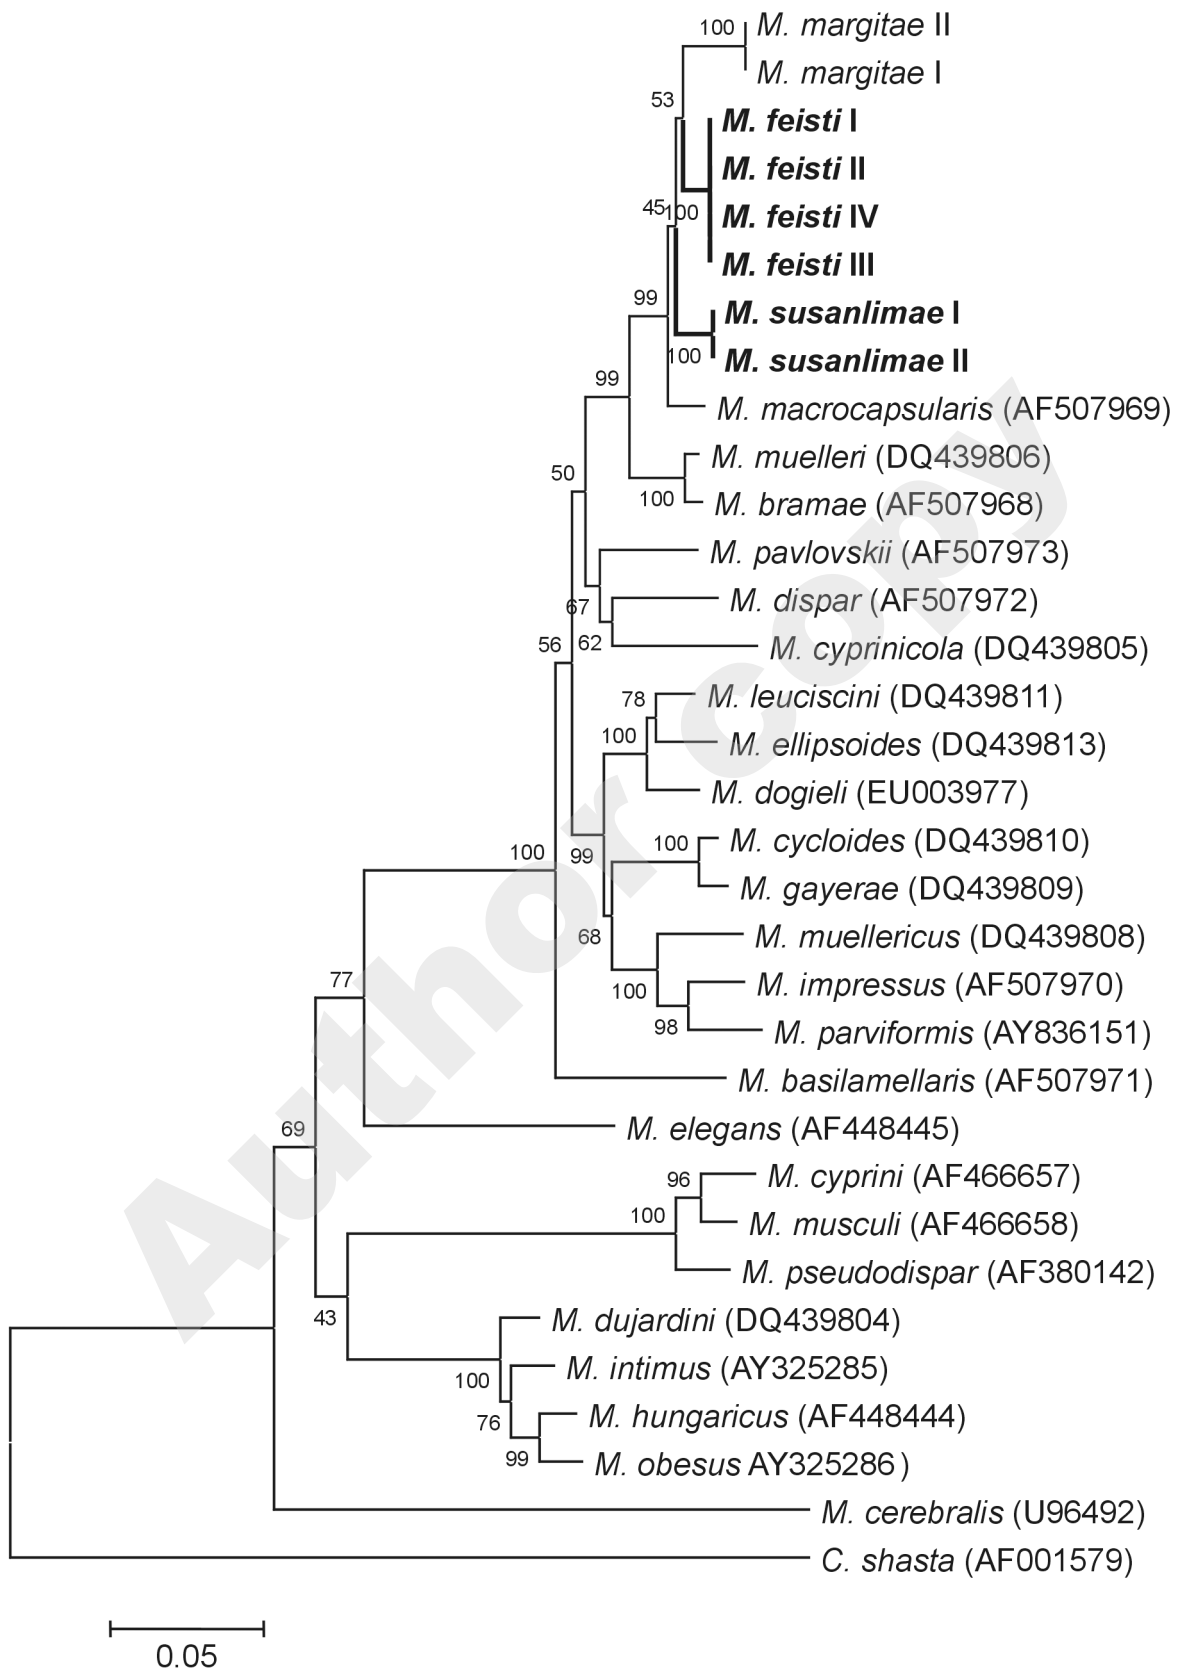 100 M. margitae II
M. margitae I
53
M. feisti I
M. feisti II
45 100 M. feisti IV
M. feisti III
99
M. susanlimae I
100 M. susanlimae II
99
M. macrocapsularis (AF507969)
M. muelleri (DQ439806)
50
100 M. bramae (AF507968)
M. pavlovskii (AF507973)
67 M. dispar (AF507972)
56 62 M. cyprinicola (DQ439805)
78 M. leuciscini (DQ439811)
100 M. ellipsoides (DQ439813)
M. dogieli (EU003977)
100 M. cycloides (DQ439810)
100 99
M. gayerae (DQ439809)
68 M. muellericus (DQ439808)
77 100 M. impressus (AF507970)
98 M. parviformis (AY836151)
M. basilamellaris (AF507971)
69 M. elegans (AF448445)
96 M. cyprini (AF466657)
100 M. musculi (AF466658)
M. pseudodispar (AF380142)
43 M. dujardini (DQ439804)
100 M. intimus (AY325285)
76 M. hungaricus (AF448444)
99 M. obesus AY325286)
M. cerebralis (U96492)
C. shasta (AF001579)
0.05
Author copy